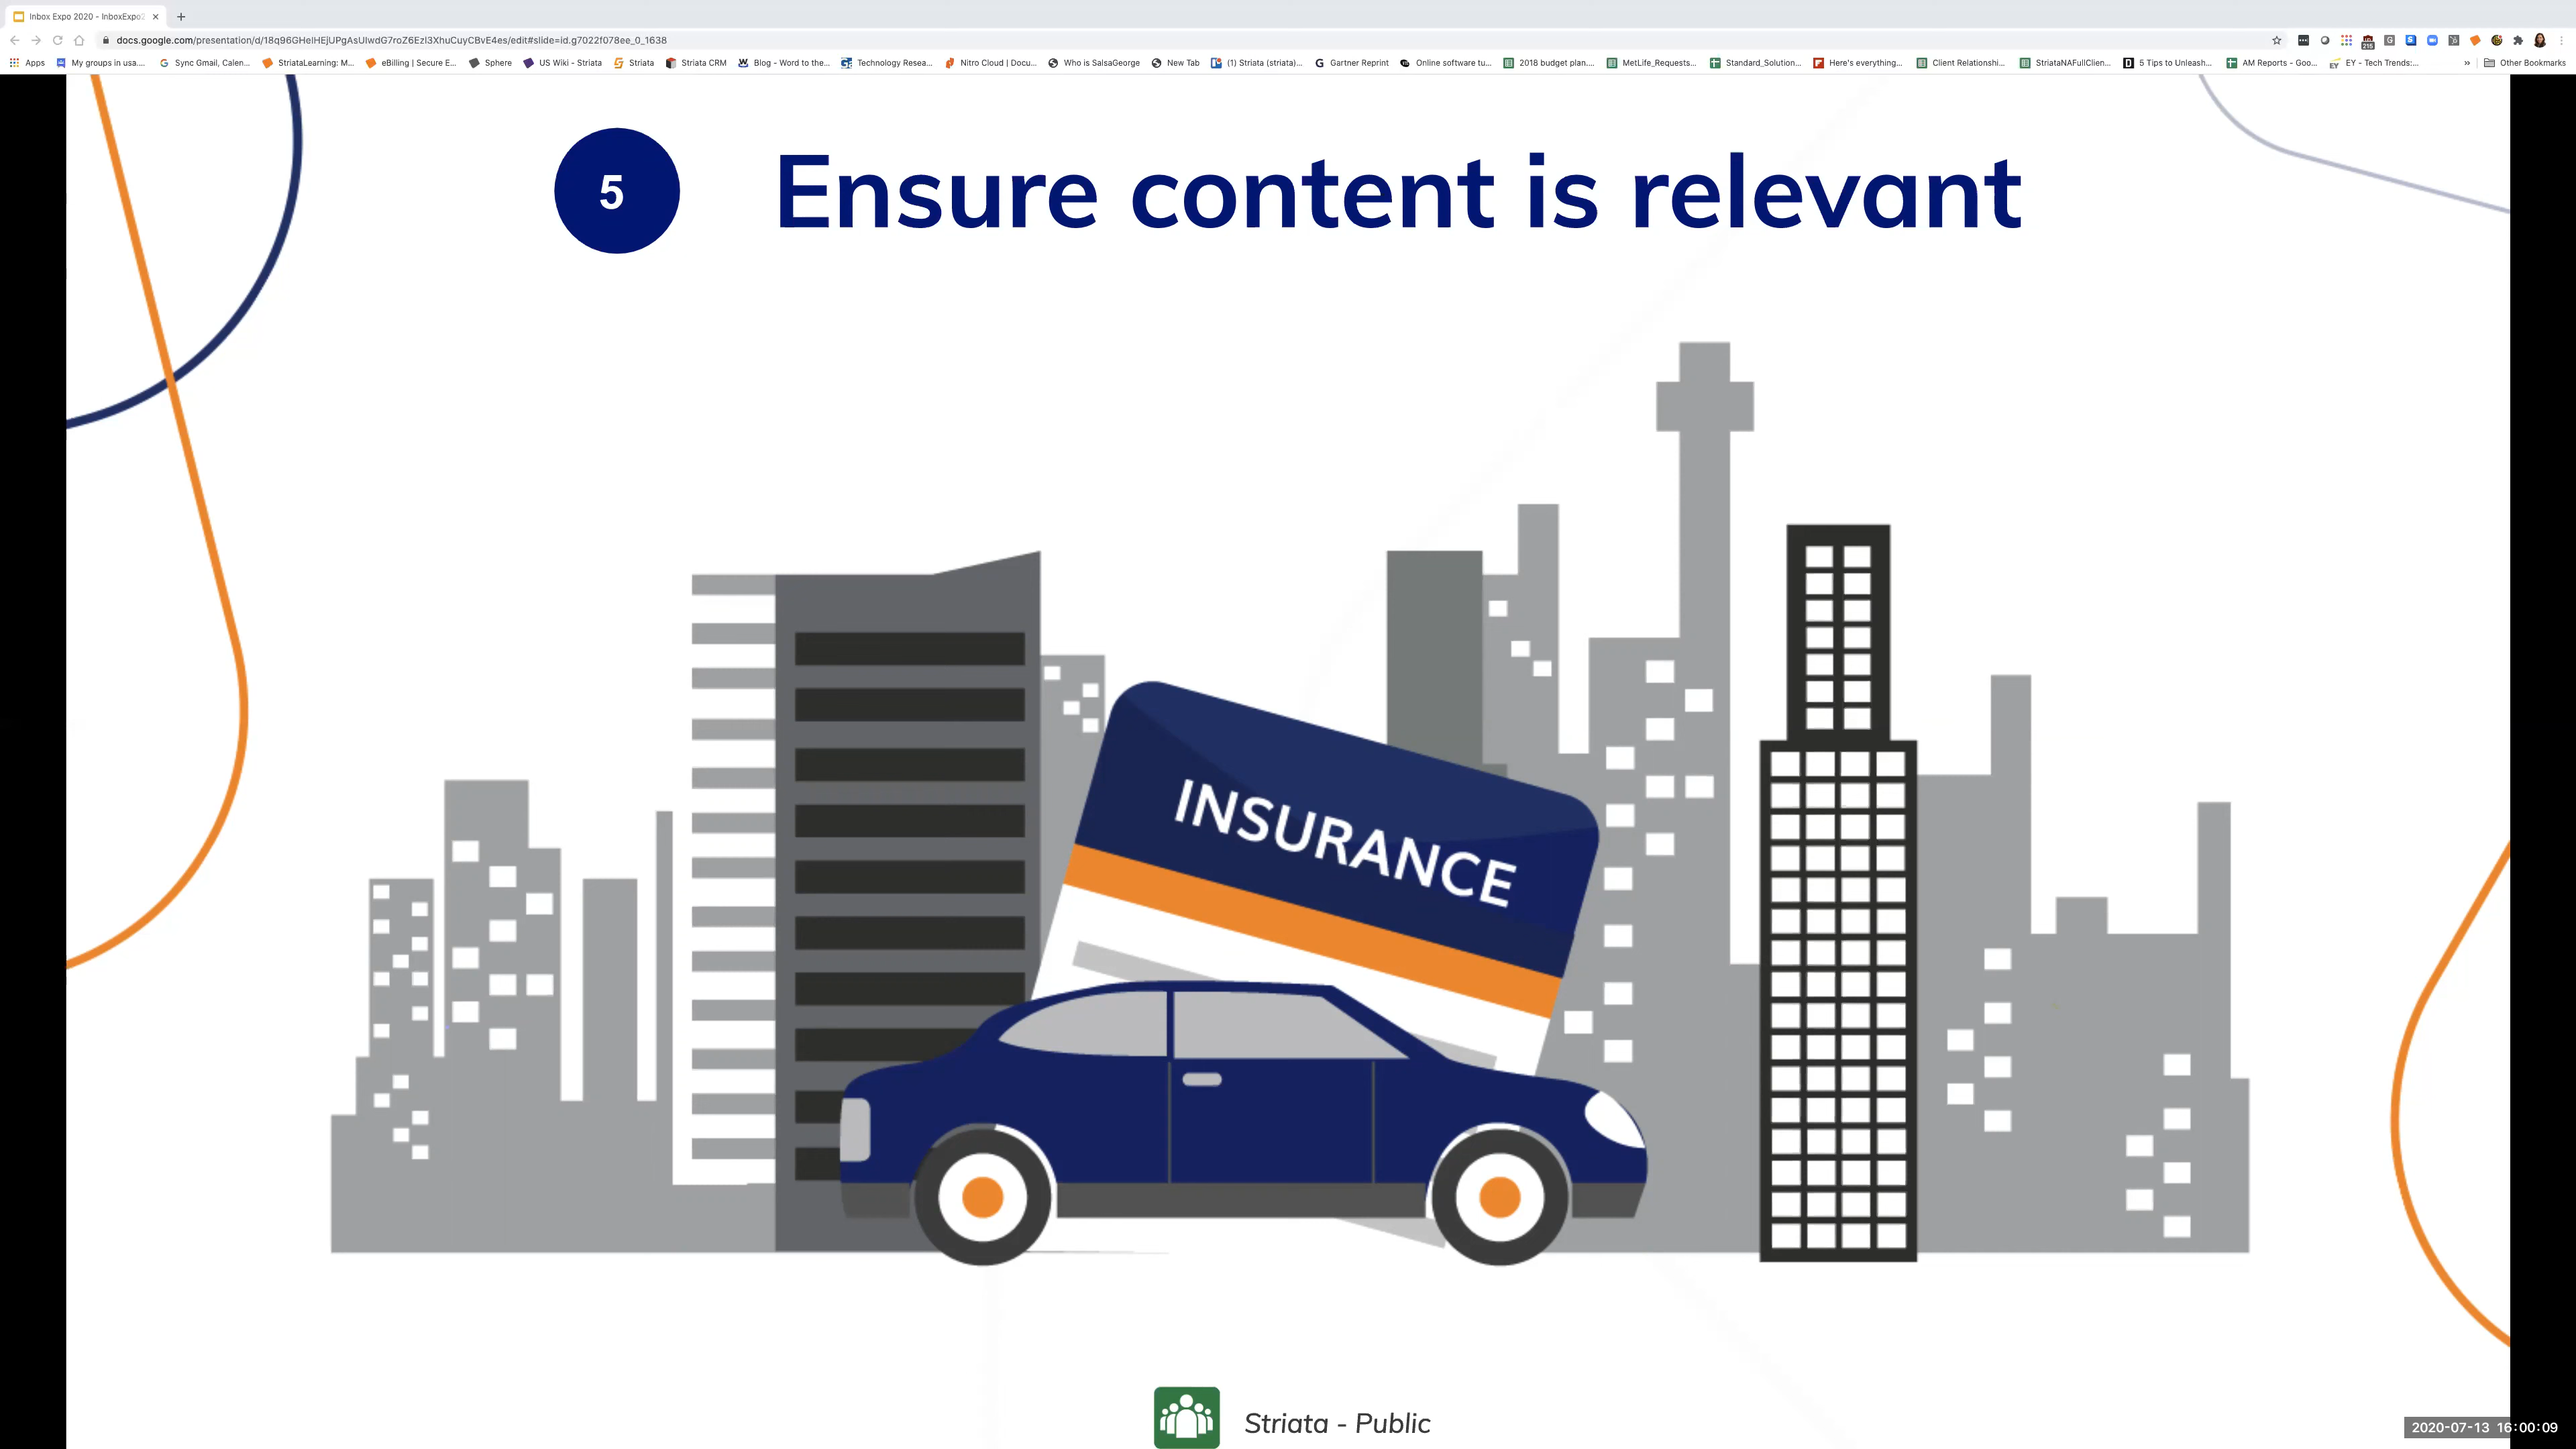 Inbox Expo 2020 - InboxExpo2
docs.google.com/presentation/d/18q96GHelHEjUPgAsUIwdG7roZ6EzI3XhuCuyCBvE4es/edit#slide=id.g7022f078ee_0_1638
215
Apps My groups in usa.... Sync Gmail, Calen... StriataLearning: M... eBilling | Secure E... Sphere US Wiki - Striata Striata Striata CRM Blog - Word to the... Technology Resea... Nitro Cloud | Docu... Who is SalsaGeorge New Tab (1) Striata (striata)... Gartner Reprint Online software tu... 2018 budget plan.... MetLife_Requests... Standard_Solution... Here's everything... Client Relationshi... StriataNAFullClien... 5 Tips to Unleash... AM Reports - Goo... EY - Tech Trends:... » Other Bookmarks
5 Ensure content is relevant
INSURANCE
Striata - Public
2020-07-13 16:00:09